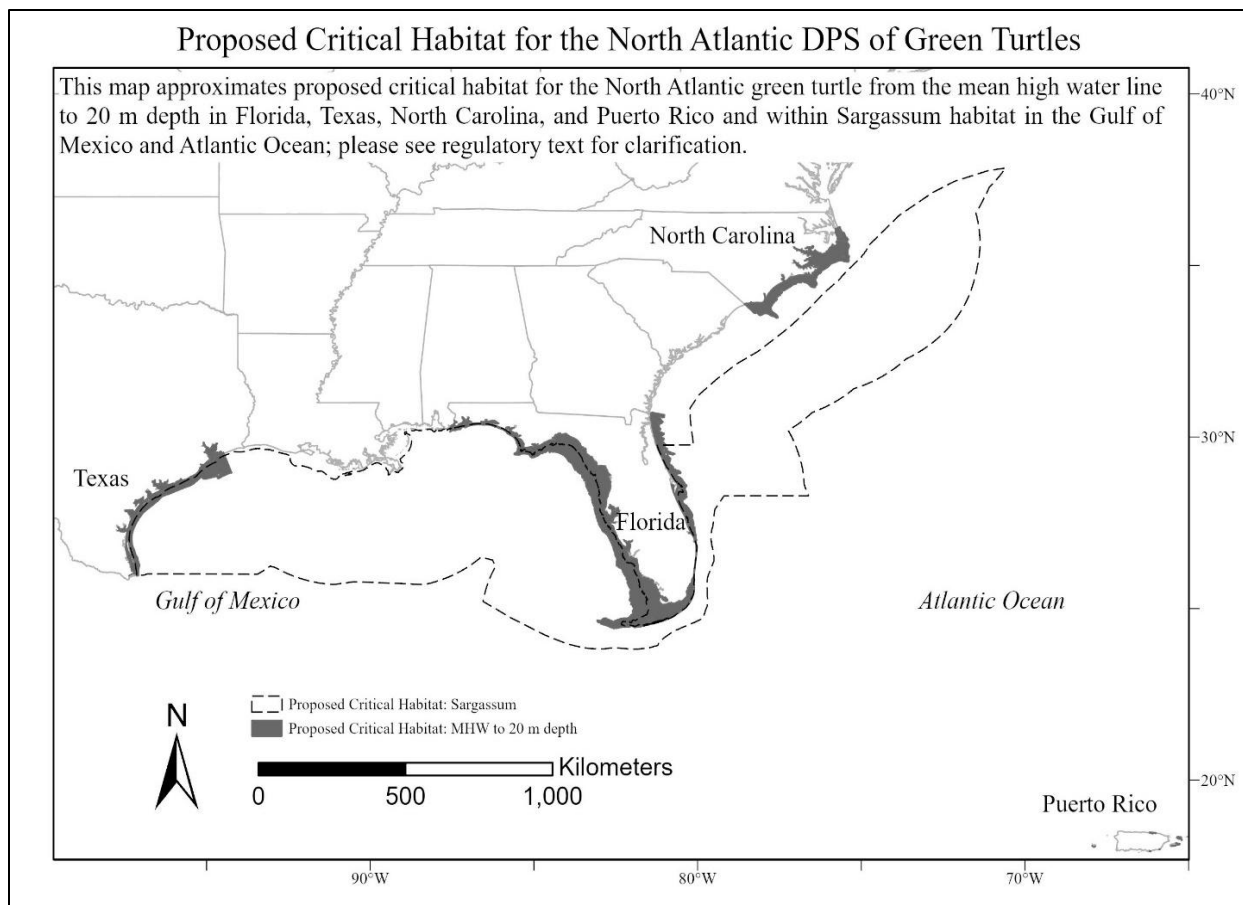 Proposed Critical Habitat for the North Atlantic DPS of Green Turtles
This map approximates proposed critical habitat for the North Atlantic green turtle from the mean high water line
to 20 m depth in Florida, Texas, North Carolina, and Puerto Rico and within Sargassum habitat in the Gulf of
Mexico and Atlantic Ocean; please see regulatory text for clarification.
40°N
North Carolina
30°N
Texas
Florida
Gulf of Mexico
Atlantic Ocean
Proposed Critical Habitat: Sargassum
N
Proposed Critical Habitat: MHW to 20 m depth
Kilometers
0 500 1,000
20°N
Puerto Rico
90°W 80°W 70°W